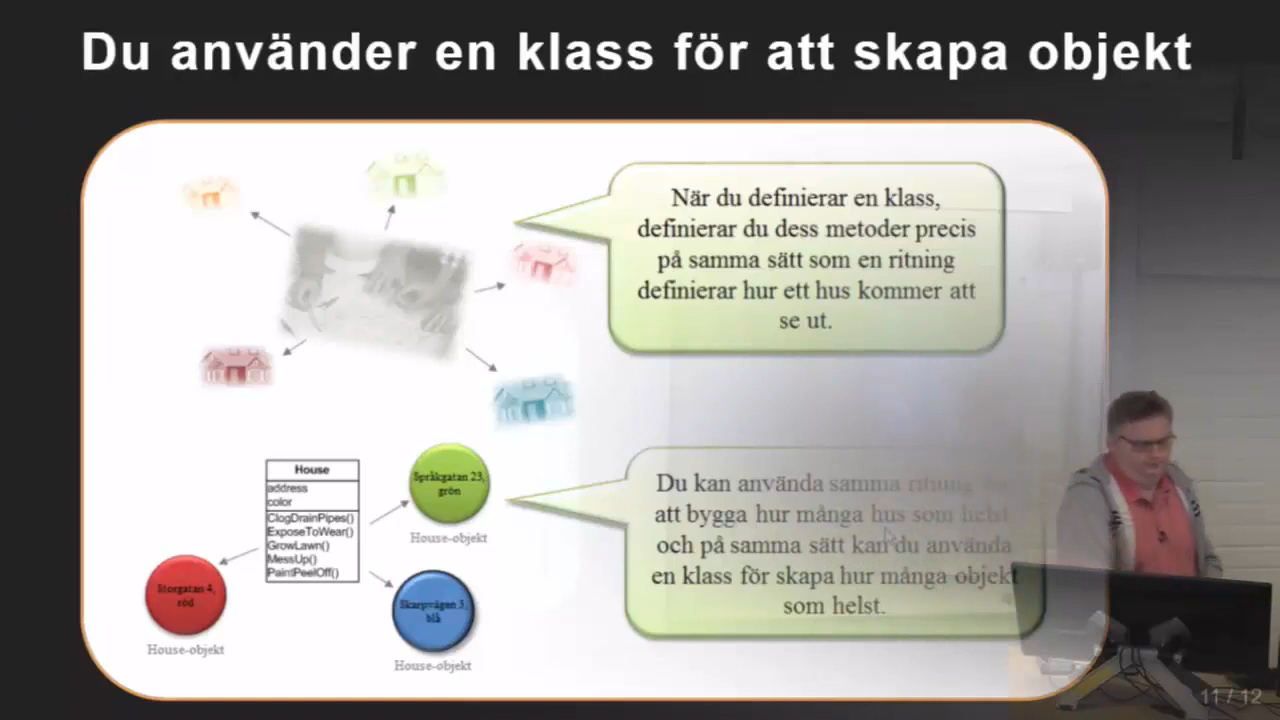 Du använder en klass för att skapa objekt
När du definierar en klass,
definierar du dess metoder precis
på samma sätt som en ritning
definierar hur ett hus kommer att
se ut.
Du kan använda samma ritning
att bygga hur många hus som helst
och på samma sätt kan du använda
en klass för skapa hur många objekt
som helst.
House
address
color
ClogDrainPipes()
ExposeToWear()
GrowLawn()
MessUp()
PaintPeelOff()
Språkgatan 23,
grön
House-objekt
Storgatan 4,
röd
House-objekt
Skarpvägen 3,
blå
House-objekt
11 / 12